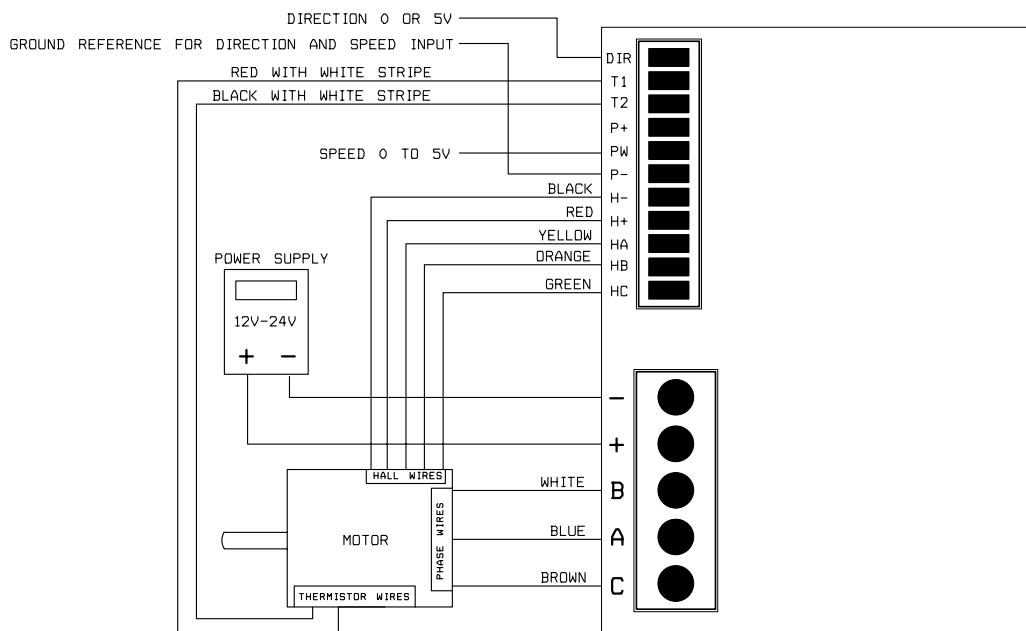 DIRECTION 0 OR 5V
GROUND REFERENCE FOR DIRECTION AND SPEED INPUT
DIR
RED WITH WHITE STRIPE
T1
BLACK WITH WHITE STRIPE
T2
P+
SPEED 0 TO 5V
PW
P-
BLACK
H-
RED
H+
YELLOW
HA
ORANGE
HB
GREEN
HC
POWER SUPPLY
12V-24V
+ -
-
+
HALL WIRES
WHITE
B
PHASE WIRES
MOTOR
BLUE
A
BROWN
C
THERMISTOR WIRES